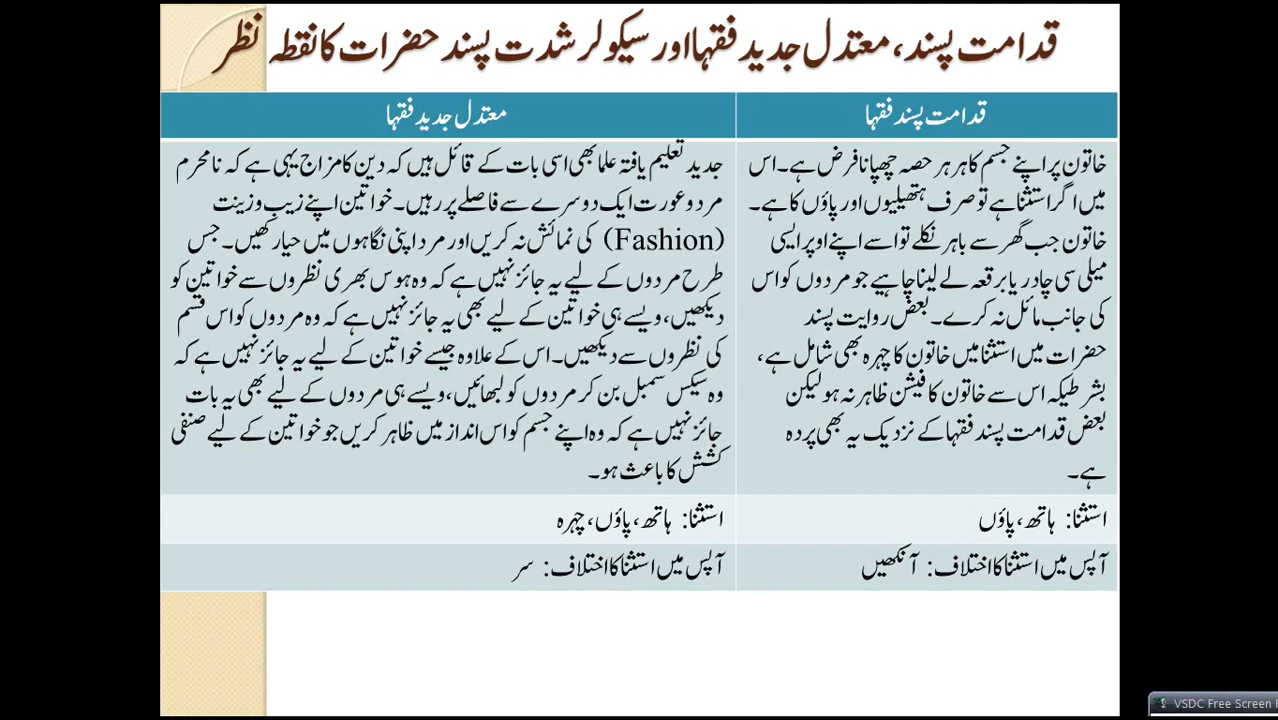 قدامت پسند، معتدل جدید فقہا اور سیکولر شدت پسند حضرات کا نقطہ نظر
قدامت پسند فقہا
معتدل جدید فقہا
خاتون پر اپنے جسم کا ہر ہر حصہ چھپانا فرض ہے۔ اس
میں اگر استثنا ہے تو صرف ہتھیلیوں اور پاؤں کا ہے۔
خاتون جب گھر سے باہر نکلے تو اسے اپنے اوپر ایسی
میلی سی چادر یا برقعہ لے لینا چاہیے جو مردوں کو اس
کی جانب مائل نہ کرے۔ بعض روایت پسند
حضرات میں استثنا میں خاتون کا چہرہ بھی شامل ہے،
بشرطیکہ اس سے خاتون کا فیشن ظاہر نہ ہو لیکن
بعض قدامت پسند فقہا کے نزدیک یہ بھی پردہ
ہے۔
جدید تعلیم یافتہ علما بھی اسی بات کے قائل ہیں کہ دین کا مزاج یہی ہے کہ نامحرم
مرد و عورت ایک دوسرے سے فاصلے پر رہیں۔ خواتین اپنے زیب و زینت
(Fashion) کی نمائش نہ کریں اور مرد اپنی نگاہوں میں حیا رکھیں۔ جس
طرح مردوں کے لیے یہ جائز نہیں ہے کہ وہ ہوس بھری نظروں سے خواتین کو
دیکھیں، ویسے ہی خواتین کے لیے بھی یہ جائز نہیں ہے کہ وہ مردوں کو اس قسم
کی نظروں سے دیکھیں۔ اس کے علاوہ جیسے خواتین کے لیے یہ جائز نہیں ہے کہ
وہ سیکس سمبل بن کر مردوں کو لبھائیں، ویسے ہی مردوں کے لیے بھی یہ بات
جائز نہیں ہے کہ وہ اپنے جسم کو اس انداز میں ظاہر کریں جو خواتین کے لیے صنفی
کشش کا باعث ہو۔
استثنا: ہاتھ، پاؤں
استثنا: ہاتھ، پاؤں، چہرہ
آپس میں استثنا کا اختلاف: آنکھیں
آپس میں استثنا کا اختلاف: سر
VSDC Free Screen